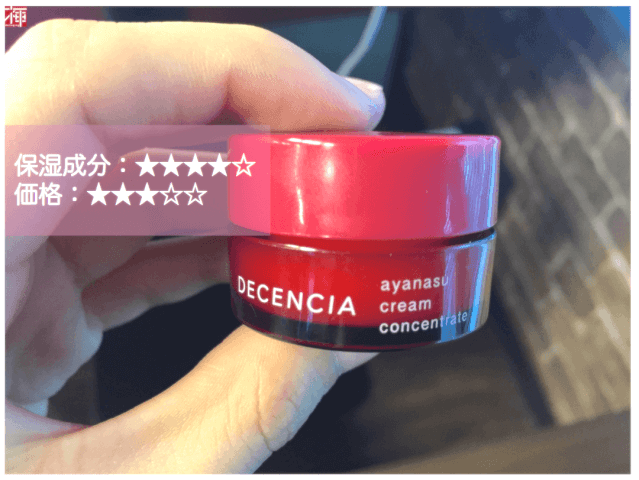 保湿成分：★★★★☆
価格：★★★☆☆
DECENCIA
ayanasu
cream
concentrate